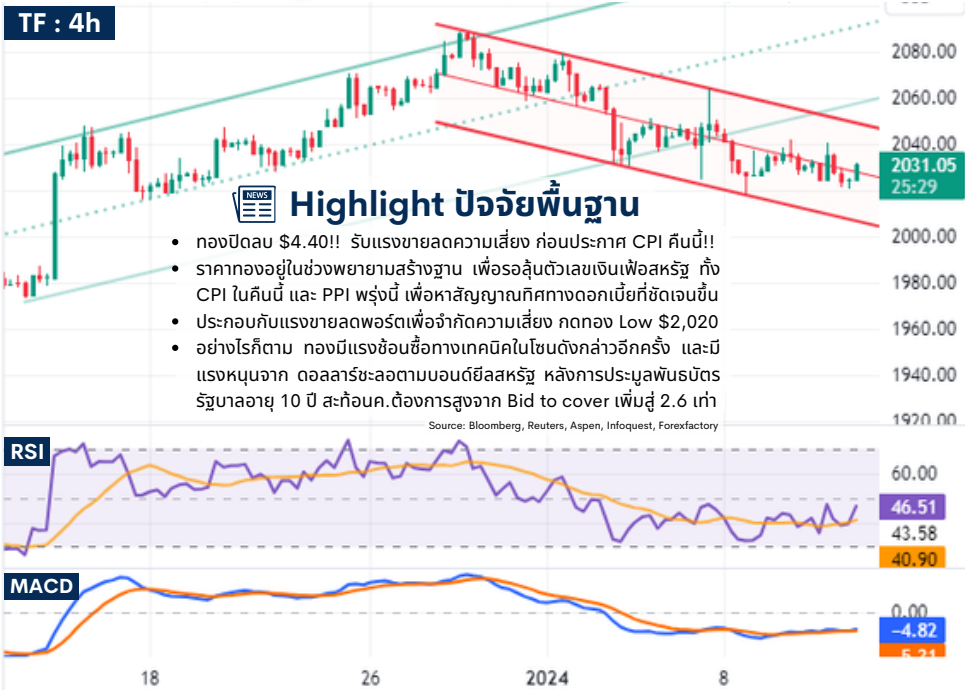 TF : 4h
2080.00
2060.00
2040.00
2031.05
25:29
NEWS
Highlight ปัจจัยพื้นฐาน
ทองปิดลบ $4.40!! รับแรงขายลดความเสี่ยง ก่อนประกาศ CPI คืนนี้!!
ราคาทองอยู่ในช่วงพยายามสร้างฐาน เพื่อรอลุ้นตัวเลขเงินเฟ้อสหรัฐ ทั้ง
CPI ในคืนนี้ และ PPI พรุ่งนี้ เพื่อหาสัญญาณทิศทางดอกเบี้ยที่ชัดเจนขึ้น
ประกอบกับแรงขายลดพอร์ตเพื่อจำกัดความเสี่ยง กดทอง Low $2,020
อย่างไรก็ตาม ทองมีแรงช้อนซื้อทางเทคนิคในโซนดังกล่าวอีกครั้ง และมี
แรงหนุนจาก ดอลลาร์ชะลอตามบอนด์ยีลสหรัฐ หลังการประมูลพันธบัตร
รัฐบาลอายุ 10 ปี สะท้อนค.ต้องการสูงจาก Bid to cover เพิ่มสู่ 2.6 เท่า
Source: Bloomberg, Reuters, Aspen, Infoquest, Forexfactory
2000.00
1980.00
1960.00
1940.00
1920.00
RSI
60.00
46.51
43.58
40.90
MACD
0.00
−4.82
5.21
18
26
2024
8